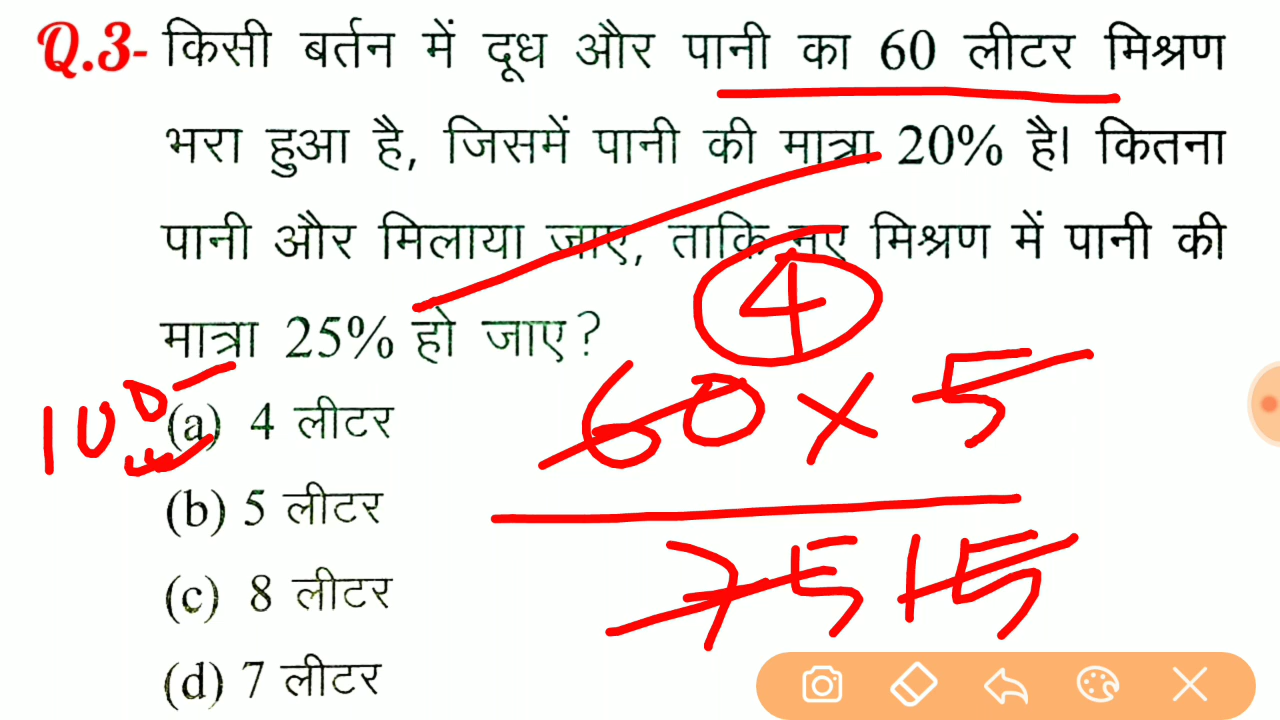 Q.3- किसी बर्तन में दूध और पानी का 60 लीटर मिश्रण
भरा हुआ है, जिसमें पानी की मात्रा 20% है। कितना
पानी और मिलाया जाए, ताकि नए मिश्रण में पानी की
मात्रा 25% हो जाए?
4
60 × 5
75 15
100
(a) 4 लीटर
(b) 5 लीटर
(c) 8 लीटर
(d) 7 लीटर